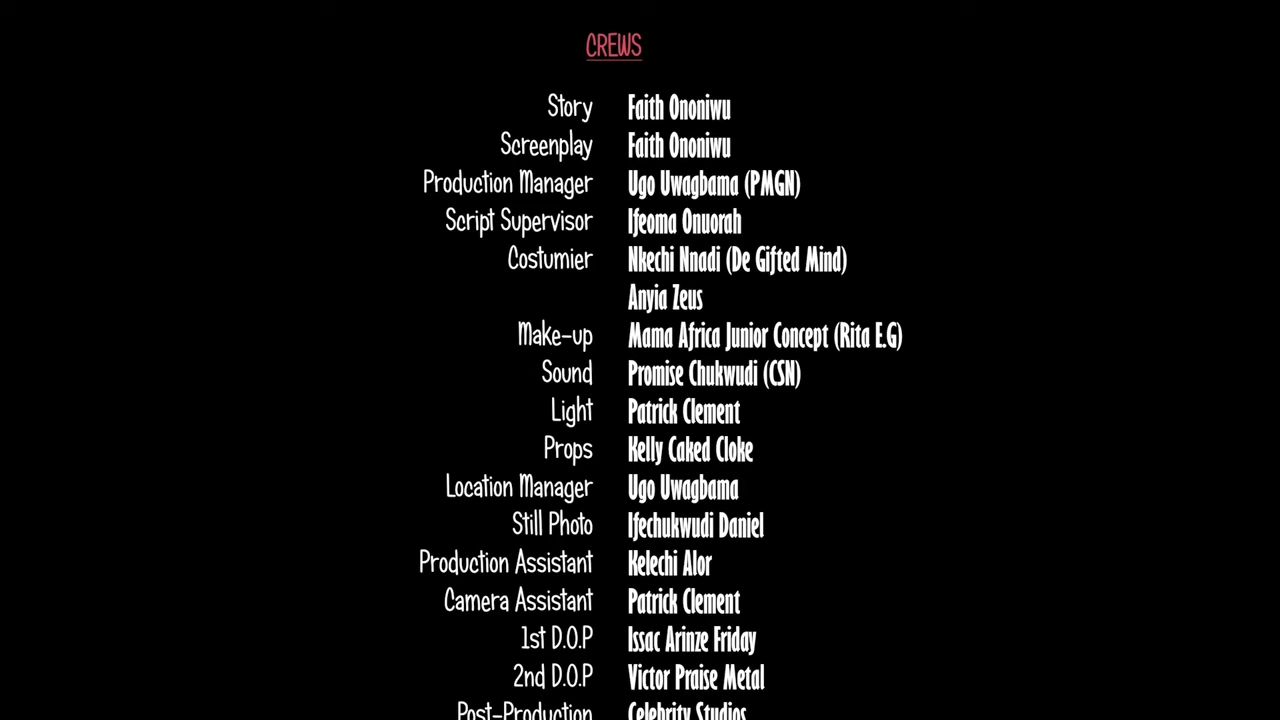 CREWS
Story Faith Ononiwu
Screenplay Faith Ononiwu
Production Manager Ugo Uwagbama (PMGN)
Script Supervisor Ifeoma Onuorah
Costumier Nkechi Nnadi (De Gifted Mind)
Anyia Zeus
Make-up Mama Africa Junior Concept (Rita E.G)
Sound Promise Chukwudi (CSN)
Light Patrick Clement
Props Kelly Caked Cloke
Location Manager Ugo Uwagbama
Still Photo Ifechukwudi Daniel
Production Assistant Kelechi Alor
Camera Assistant Patrick Clement
1st D.O.P Issac Arinze Friday
2nd D.O.P Victor Praise Metal
Post-Production Celebrity Studios